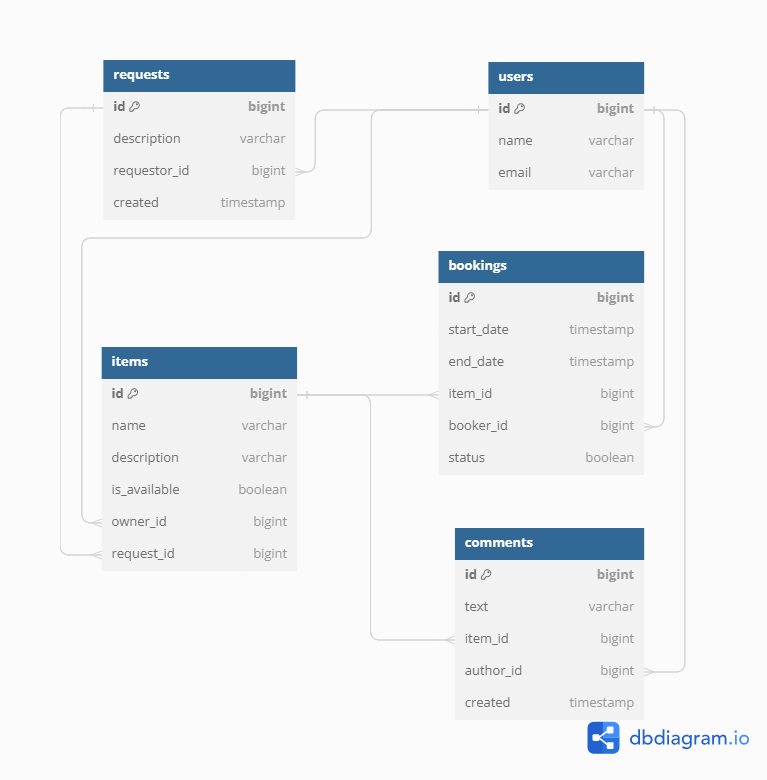 requests
id bigint
description varchar
requestor_id bigint
created timestamp
users
id bigint
name varchar
email varchar
bookings
id bigint
start_date timestamp
end_date timestamp
item_id bigint
booker_id bigint
status boolean
items
id bigint
name varchar
description varchar
is_available boolean
owner_id bigint
request_id bigint
comments
id bigint
text varchar
item_id bigint
author_id bigint
created timestamp
dbdiagram.io